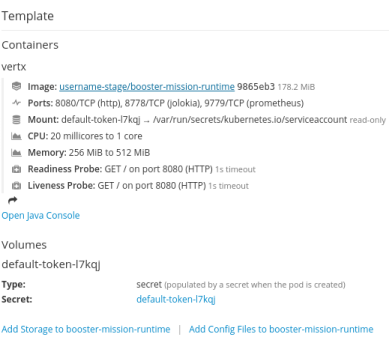 Template
Containers
vertx
Image: username-stage/booster-mission-runtime 9865eb3 178.2 MiB
Ports: 8080/TCP (http), 8778/TCP (jolokia), 9779/TCP (prometheus)
Mount: default-token-l7kqj → /var/run/secrets/kubernetes.io/serviceaccount read-only
CPU: 20 millicores to 1 core
Memory: 256 MiB to 512 MiB
Readiness Probe: GET / on port 8080 (HTTP) 1s timeout
Liveness Probe: GET / on port 8080 (HTTP) 1s timeout
Open Java Console
Volumes
default-token-l7kqj
Type: secret (populated by a secret when the pod is created)
Secret: default-token-l7kqj
Add Storage to booster-mission-runtime | Add Config Files to booster-mission-runtime